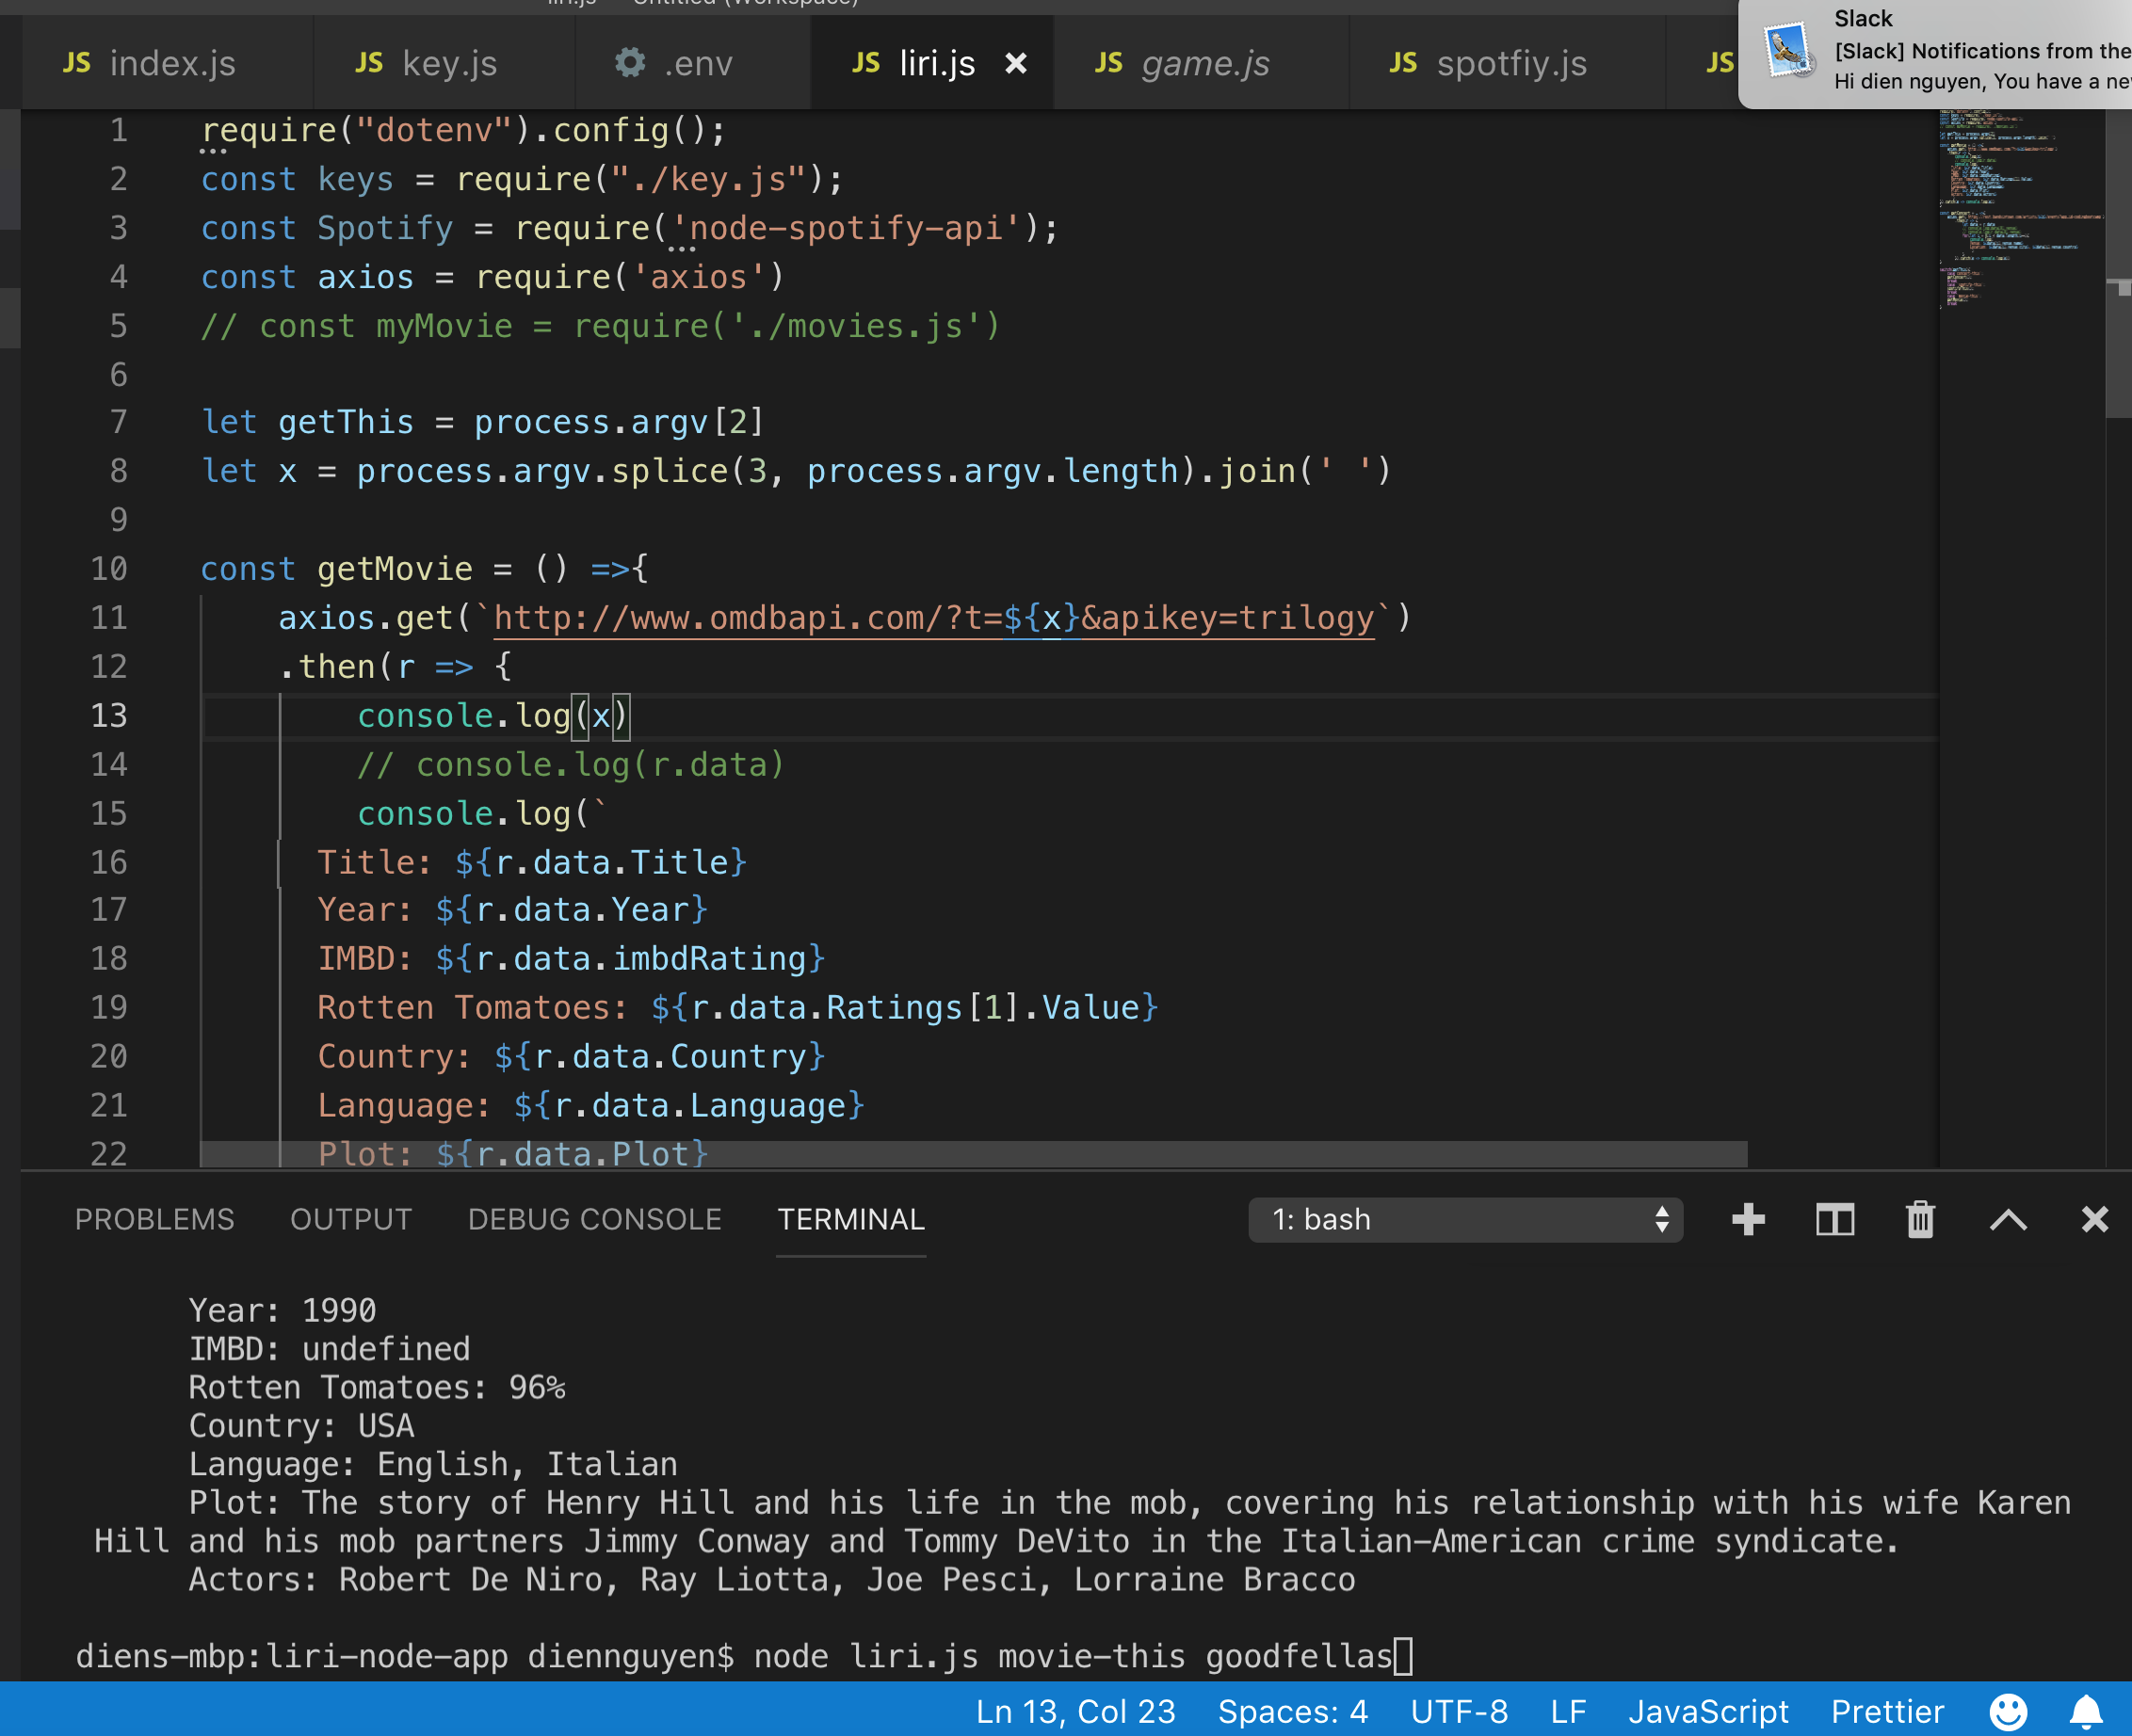 liri.js — Untitled (Workspace)
JS index.js JS key.js .env JS liri.js × JS game.js JS spotfiy.js JS
Slack
[Slack] Notifications from the
Hi dien nguyen, You have a new
1 require("dotenv").config();
2 const keys = require("./key.js");
3 const Spotify = require('node-spotify-api');
4 const axios = require('axios')
5 // const myMovie = require('./movies.js')
6
7 let getThis = process.argv[2]
8 let x = process.argv.splice(3, process.argv.length).join(' ')
9
10 const getMovie = () =>{
11 axios.get(`http://www.omdbapi.com/?t=${x}&apikey=trilogy`)
12 .then(r => {
13 console.log(x)
14 // console.log(r.data)
15 console.log(`
16 Title: ${r.data.Title}
17 Year: ${r.data.Year}
18 IMBD: ${r.data.imbdRating}
19 Rotten Tomatoes: ${r.data.Ratings[1].Value}
20 Country: ${r.data.Country}
21 Language: ${r.data.Language}
22 Plot: ${r.data.Plot}
PROBLEMS OUTPUT DEBUG CONSOLE TERMINAL 1: bash
Year: 1990
IMBD: undefined
Rotten Tomatoes: 96%
Country: USA
Language: English, Italian
Plot: The story of Henry Hill and his life in the mob, covering his relationship with his wife Karen
Hill and his mob partners Jimmy Conway and Tommy DeVito in the Italian-American crime syndicate.
Actors: Robert De Niro, Ray Liotta, Joe Pesci, Lorraine Bracco
diens-mbp:liri-node-app diennguyen$ node liri.js movie-this goodfellas
Ln 13, Col 23 Spaces: 4 UTF-8 LF JavaScript Prettier